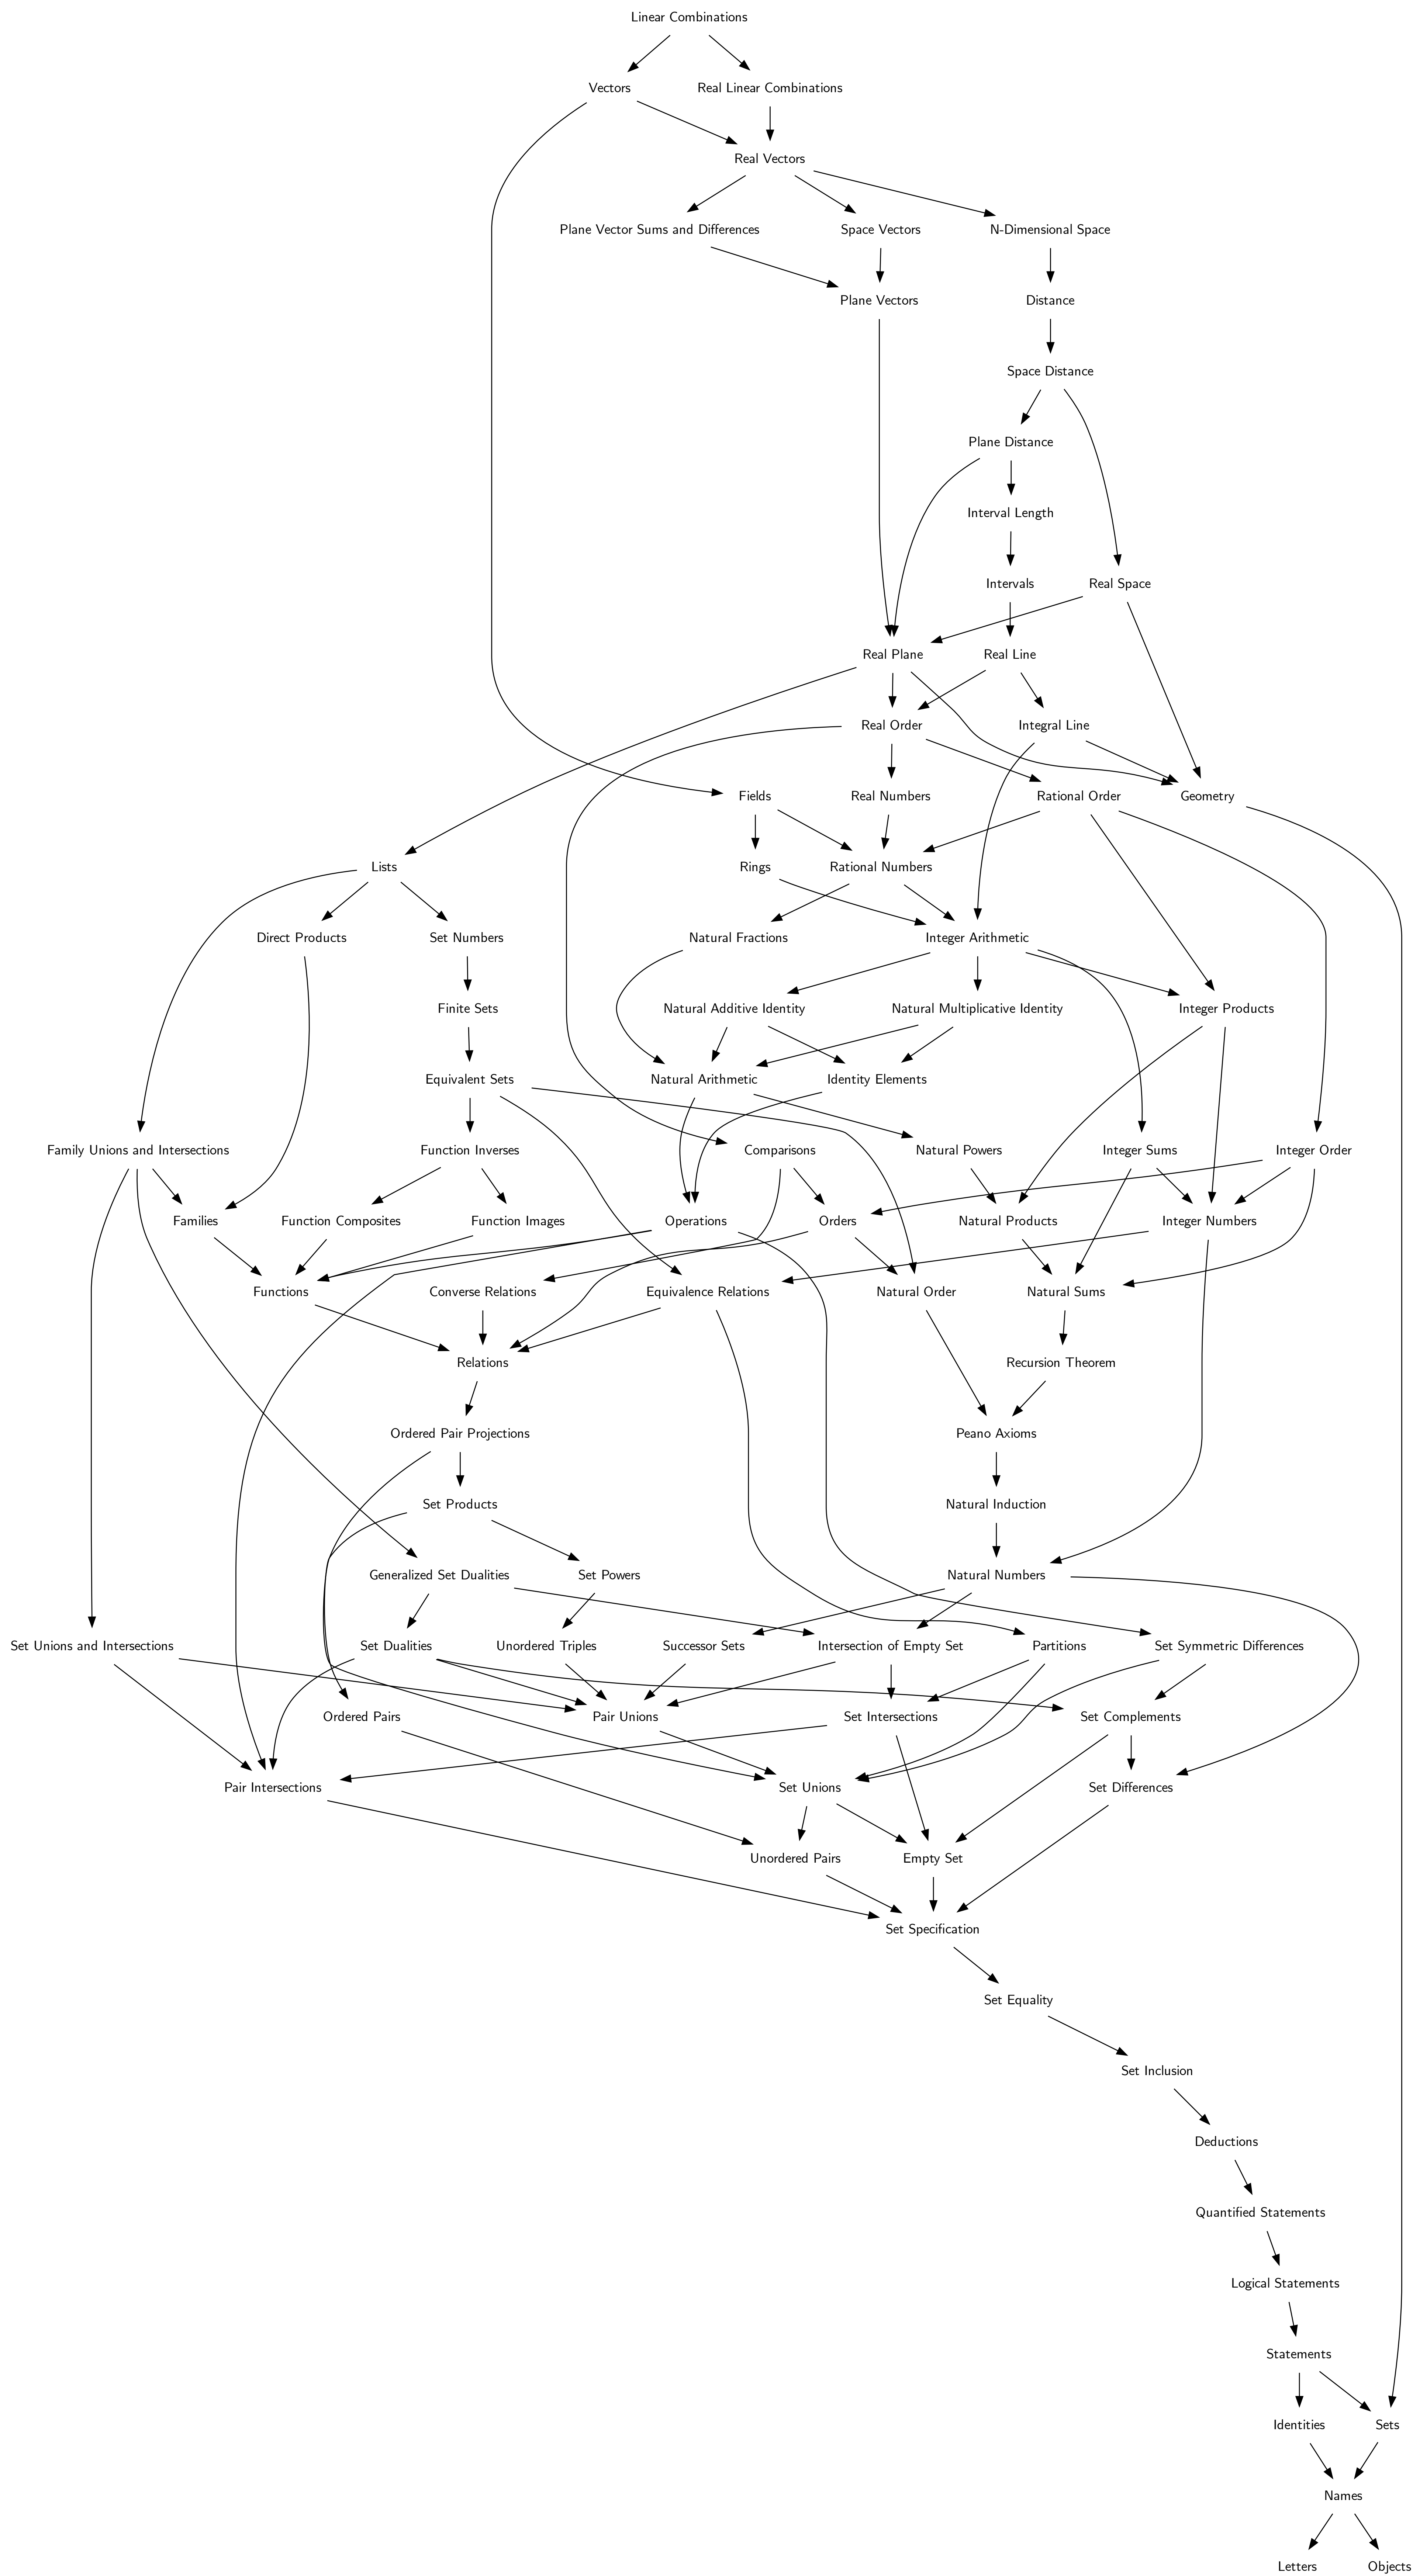 Linear Combinations
Vectors
Real Linear Combinations
Real Vectors
Plane Vector Sums and Differences
Space Vectors
N-Dimensional Space
Plane Vectors
Distance
Space Distance
Plane Distance
Interval Length
Intervals
Real Space
Real Plane
Real Line
Real Order
Integral Line
Fields
Real Numbers
Rational Order
Geometry
Lists
Rings
Rational Numbers
Direct Products
Set Numbers
Natural Fractions
Integer Arithmetic
Finite Sets
Natural Additive Identity
Natural Multiplicative Identity
Integer Products
Equivalent Sets
Natural Arithmetic
Identity Elements
Family Unions and Intersections
Function Inverses
Comparisons
Natural Powers
Integer Sums
Integer Order
Families
Function Composites
Function Images
Operations
Orders
Natural Products
Integer Numbers
Functions
Converse Relations
Equivalence Relations
Natural Order
Natural Sums
Relations
Recursion Theorem
Ordered Pair Projections
Peano Axioms
Set Products
Natural Induction
Generalized Set Dualities
Set Powers
Natural Numbers
Set Unions and Intersections
Set Dualities
Unordered Triples
Successor Sets
Intersection of Empty Set
Partitions
Set Symmetric Differences
Ordered Pairs
Pair Unions
Set Intersections
Set Complements
Pair Intersections
Set Unions
Set Differences
Unordered Pairs
Empty Set
Set Specification
Set Equality
Set Inclusion
Deductions
Quantified Statements
Logical Statements
Statements
Identities
Sets
Names
Letters
Objects